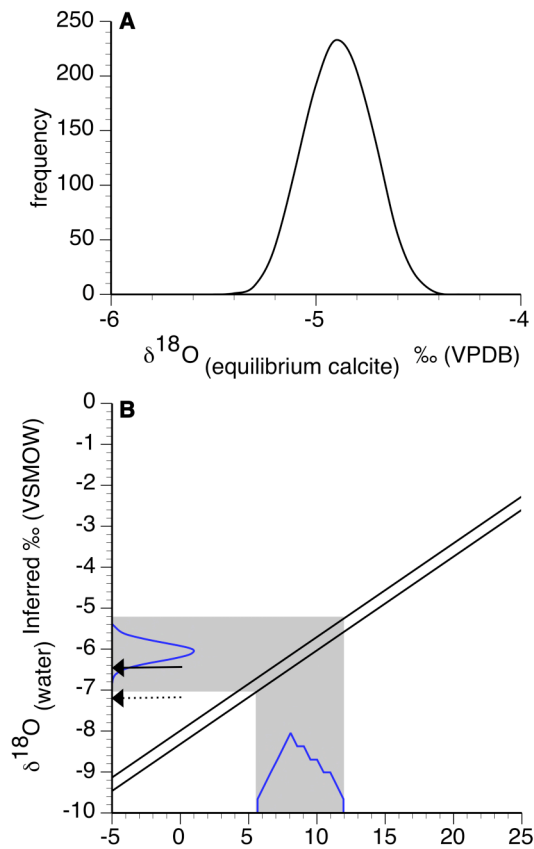 A
250
200
150
100
50
0
frequency
-6 -5 -4
δ18O (equilibrium calcite) ‰ (VPDB)
B
0
-1
-2
-3
-4
-5
-6
-7
-8
-9
-10
δ18O (water) Inferred ‰ (VSMOW)
-5 0 5 10 15 20 25